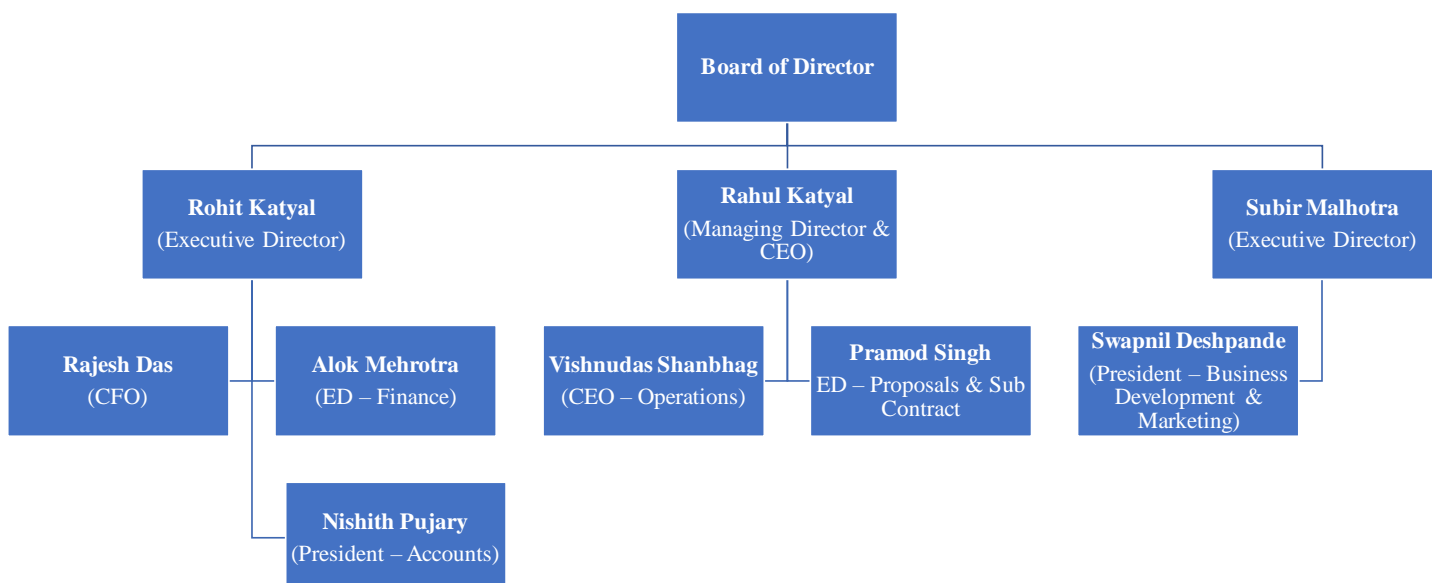 Board of Director
Rohit Katyal
(Executive Director)
Rahul Katyal
(Managing Director &
CEO)
Subir Malhotra
(Executive Director)
Rajesh Das
(CFO)
Alok Mehrotra
(ED – Finance)
Vishnudas Shanbhag
(CEO – Operations)
Pramod Singh
ED – Proposals & Sub
Contract
Swapnil Deshpande
(President – Business
Development &
Marketing)
Nishith Pujary
(President – Accounts)